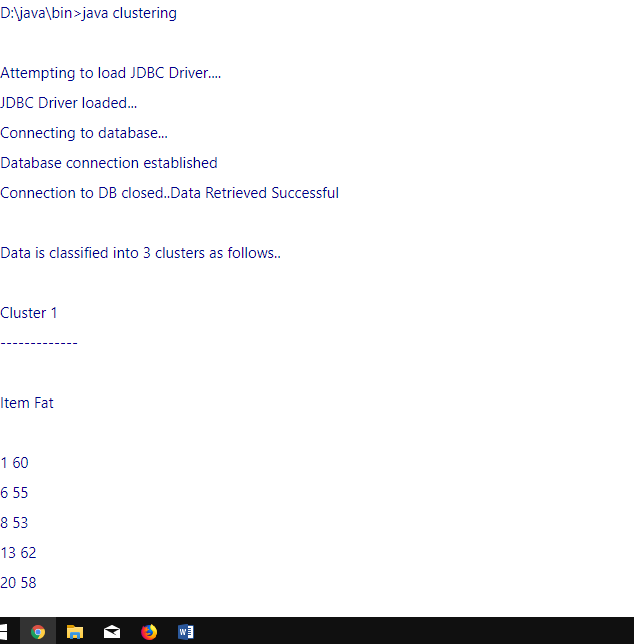 D:\java\bin>java clustering
Attempting to load JDBC Driver....
JDBC Driver loaded...
Connecting to database...
Database connection established
Connection to DB closed..Data Retrieved Successful
Data is classified into 3 clusters as follows..
Cluster 1
-------------
Item Fat
1 60
6 55
8 53
13 62
20 58